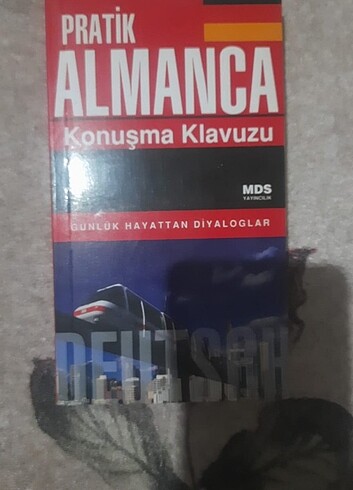 PRATİK
ALMANCA
Konuşma Klavuzu
MDS
YAYINCILIK
GÜNLÜK HAYATTAN DİYALOGLAR
DEUTSCH